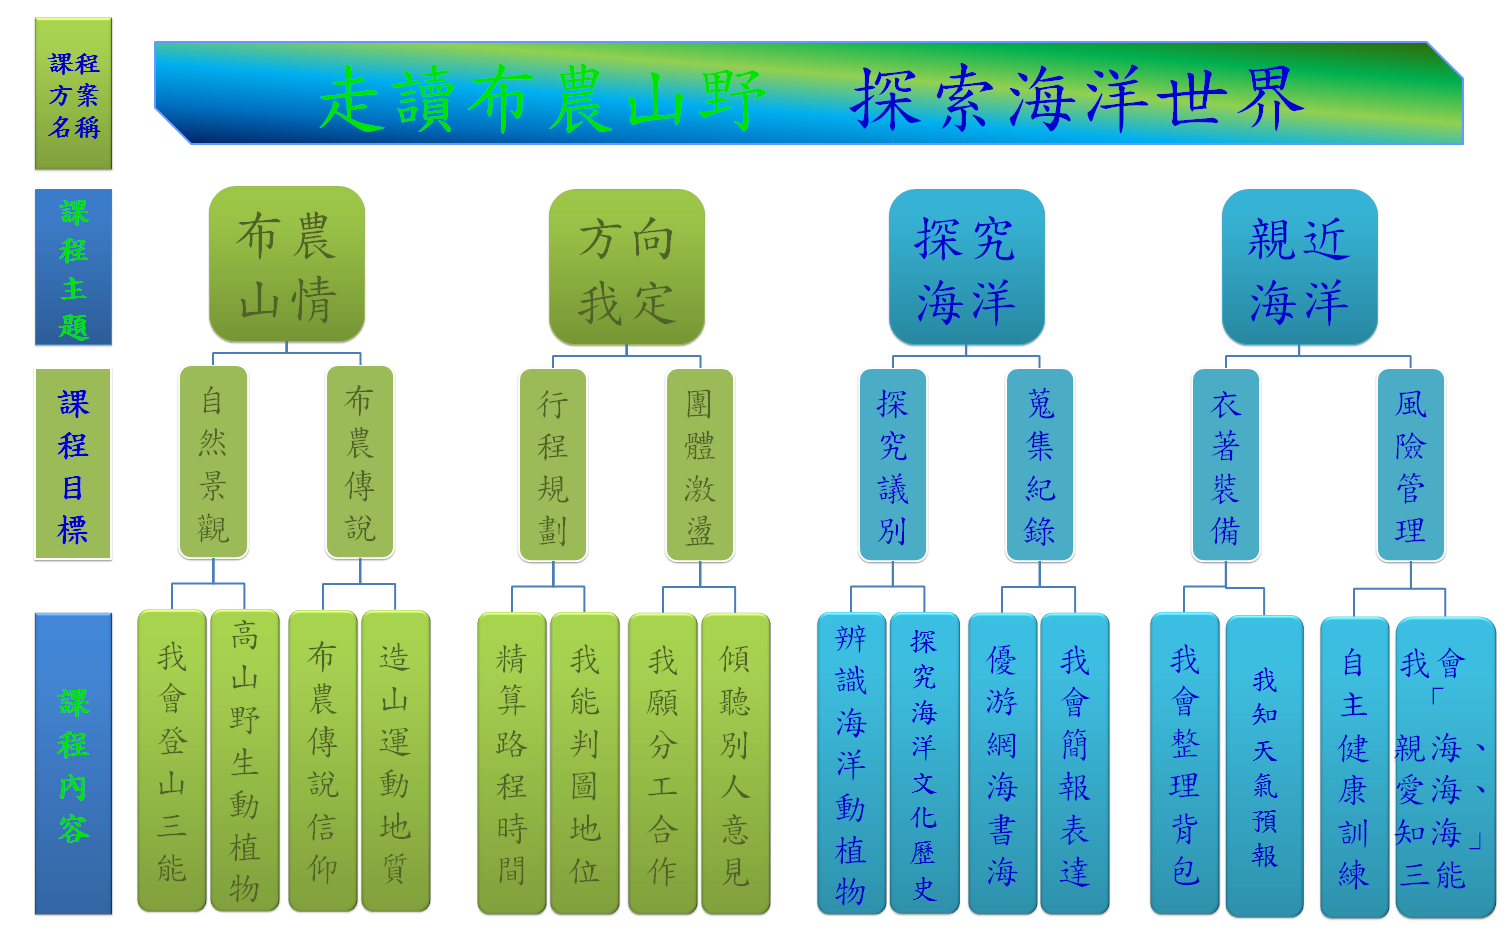 課程
方案
名稱
走讀布農山野 探索海洋世界
課程主題
布農
山情
方向
我定
探究
海洋
親近
海洋
課程目標
自然景觀
布農傳說
行程規劃
團體激盪
探究議別
蒐集紀錄
衣著裝備
風險管理
課程內容
我會登山三能
高山野生動植物
布農傳說信仰
造山運動地質
精算路程時間
我能判圖地位
我願分工合作
傾聽別人意見
辨識海洋動植物
探究海洋文化歷史
優游網海書海
我會簡報表達
我會整理背包
我知天氣預報
自主健康訓練
我會
「
親海、
愛海、
知海」
三能